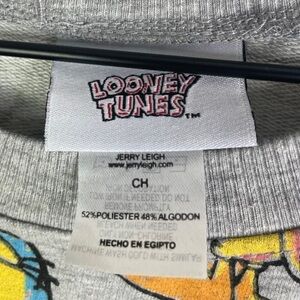 LOONEY
TUNES TM
JERRY LEIGH
www.jerryleigh.com
CH
52%POLIESTER 48% ALGODON
HECHO EN EGIPTO